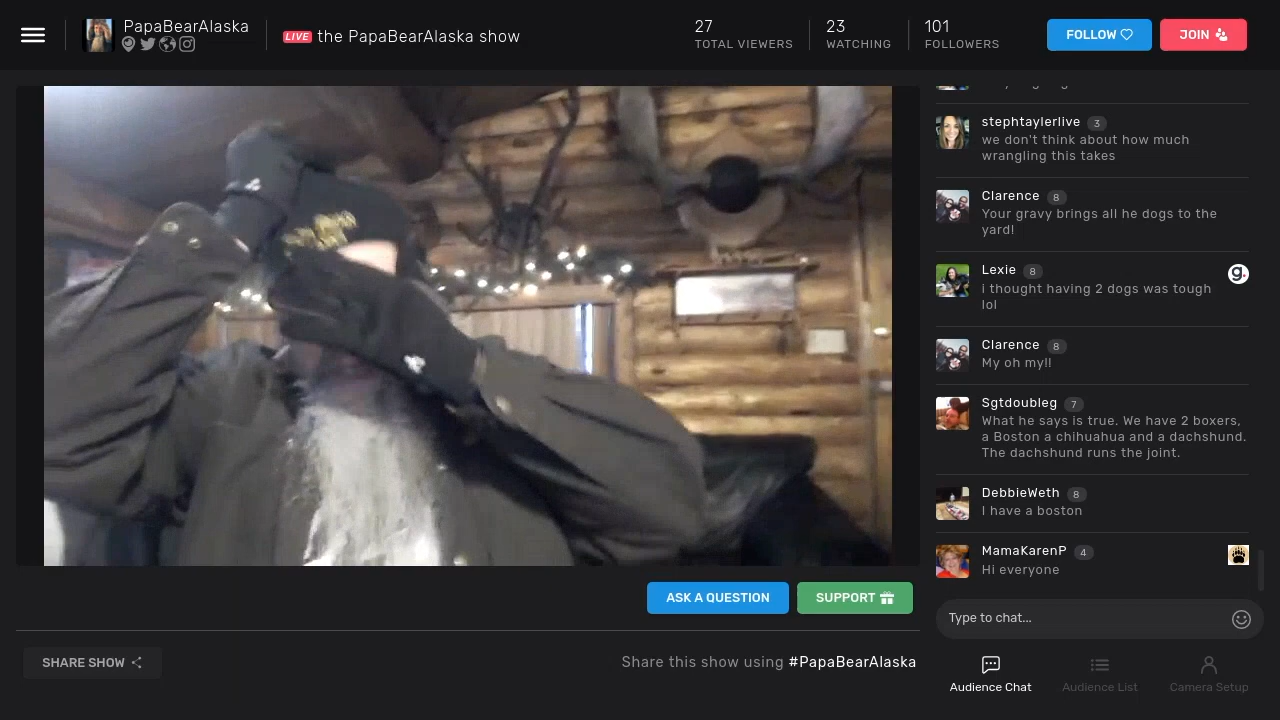 PapaBearAlaska
LIVE the PapaBearAlaska show
27
TOTAL VIEWERS
23
WATCHING
101
FOLLOWERS
FOLLOW
JOIN
stephtaylerlive 3
we don't think about how much
wrangling this takes
Clarence 8
Your gravy brings all he dogs to the
yard!
Lexie 8
g.
i thought having 2 dogs was tough
lol
Clarence 8
My oh my!!
Sgtdoubleg 7
What he says is true. We have 2 boxers,
a Boston a chihuahua and a dachshund.
The dachshund runs the joint.
DebbieWeth 8
I have a boston
MamaKarenP 4
Hi everyone
ASK A QUESTION
SUPPORT
Type to chat...
SHARE SHOW
Share this show using #PapaBearAlaska
Audience Chat
Audience List
Camera Setup